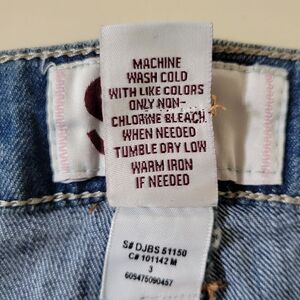 MACHINE
WASH COLD
WITH LIKE COLORS
ONLY NON-
CHLORINE BLEACH
WHEN NEEDED
TUMBLE DRY LOW
WARM IRON
IF NEEDED
S# DJBS 51150
C# 101142 M
3
605475090457